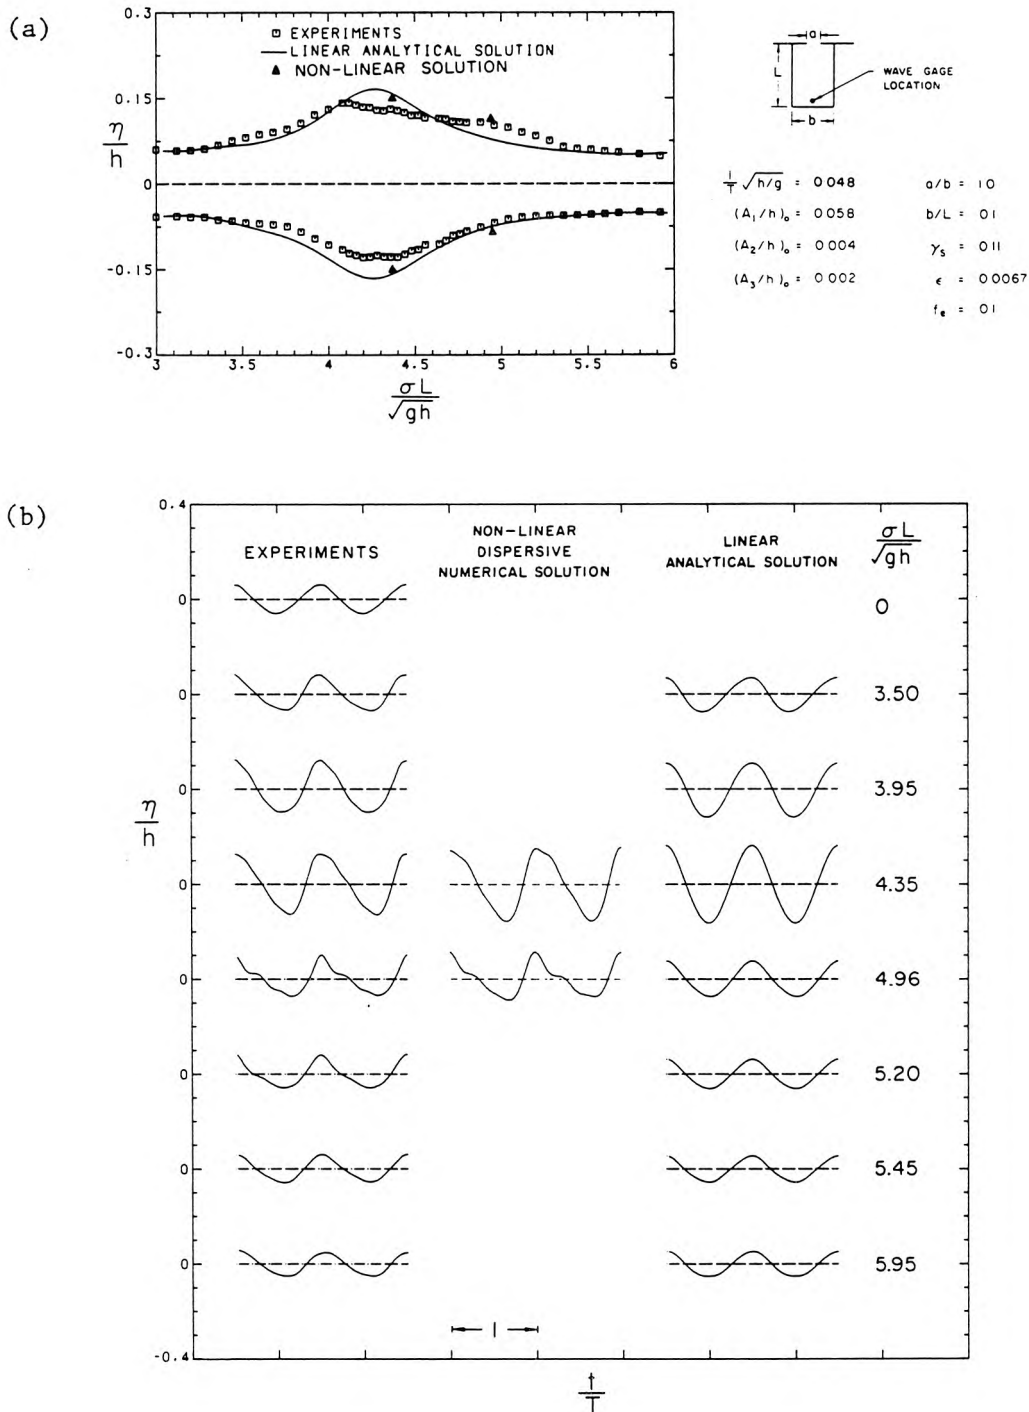 (a)
0.3
0.15
0
-0.15
-0.3
η/h
EXPERIMENTS
LINEAR ANALYTICAL SOLUTION
NON-LINEAR SOLUTION
3
3.5
4
4.5
5
5.5
6
σL/√gh
a
L
b
WAVE GAGE
LOCATION
1/T √h/g = 0.048
(A₁/h)ₒ = 0.058
(A₂/h)ₒ = 0.004
(A₃/h)ₒ = 0.002
a/b = 1.0
b/L = 0.1
γₛ = 0.11
ϵ = 0.0067
fₑ = 0.1
(b)
0.4
0
0
0
0
0
0
0
0
-0.4
η/h
EXPERIMENTS
NON-LINEAR
DISPERSIVE
NUMERICAL SOLUTION
LINEAR
ANALYTICAL SOLUTION
σL/√gh
0
3.50
3.95
4.35
4.96
5.20
5.45
5.95
1
t/T